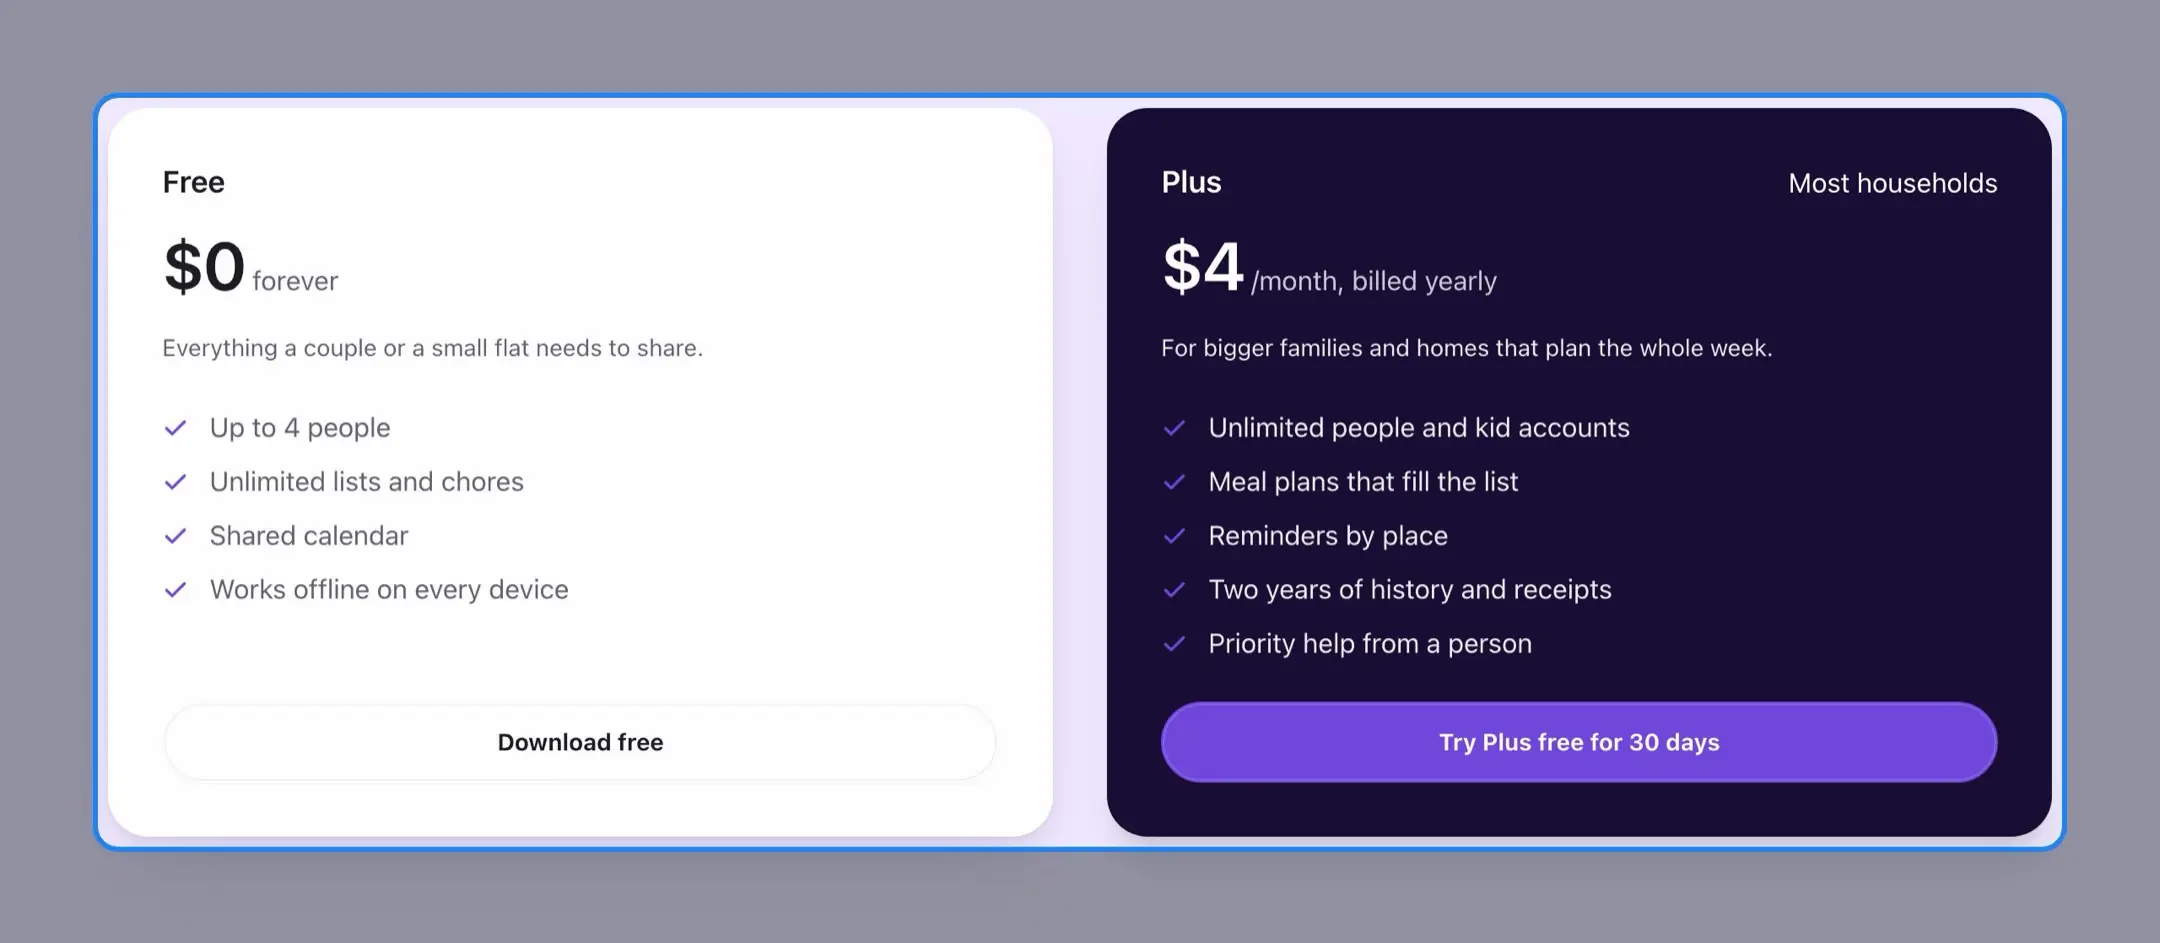 Free
$0 forever
Everything a couple or a small flat needs to share.
Up to 4 people
Unlimited lists and chores
Shared calendar
Works offline on every device
Download free
Plus
Most households
$4 /month, billed yearly
For bigger families and homes that plan the whole week.
Unlimited people and kid accounts
Meal plans that fill the list
Reminders by place
Two years of history and receipts
Priority help from a person
Try Plus free for 30 days